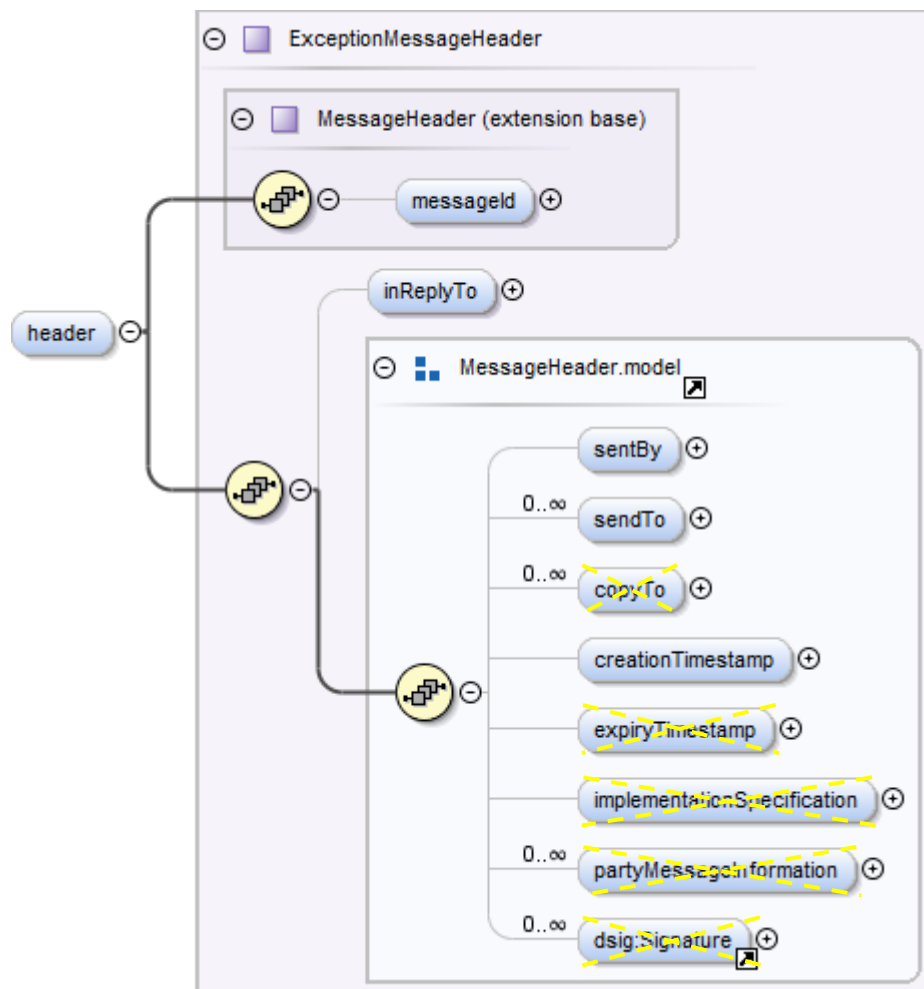 ExceptionMessageHeader
MessageHeader (extension base)
messageId
inReplyTo
header
MessageHeader.model
sentBy
0..∞
sendTo
0..∞
copyTo
creationTimestamp
expiryTimestamp
implementationSpecification
0..∞
partyMessageInformation
0..∞
dsig:Signature